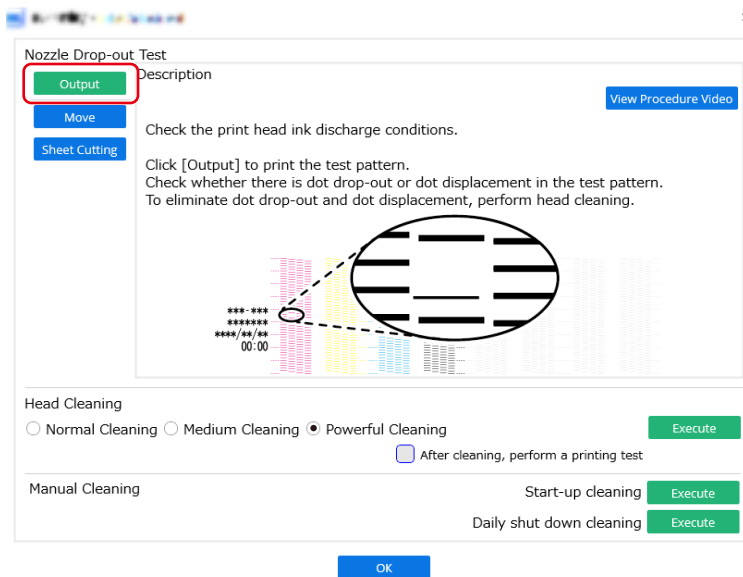 Nozzle Drop-out Test
Output
Description
View Procedure Video
Move
Check the print head ink discharge conditions.
Sheet Cutting
Click [Output] to print the test pattern.
Check whether there is dot drop-out or dot displacement in the test pattern.
To eliminate dot drop-out and dot displacement, perform head cleaning.
***-***
*******
****/**/**
00:00
Head Cleaning
Normal Cleaning Medium Cleaning Powerful Cleaning Execute
After cleaning, perform a printing test
Manual Cleaning
Start-up cleaning Execute
Daily shut down cleaning Execute
OK